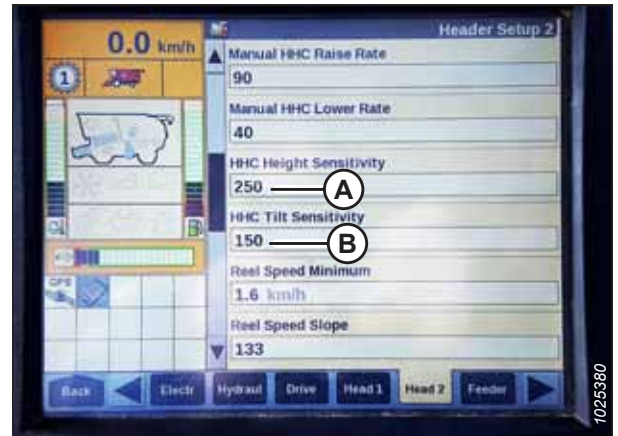 Header Setup 2
0.0 km/h
1
Manual HHC Raise Rate
90
Manual HHC Lower Rate
40
HHC Height Sensitivity
250
A
HHC Tilt Sensitivity
150
B
GPS
Reel Speed Minimum
1.6 km/h
Reel Speed Slope
133
Back
Electr
Hydraul
Drive
Head 1
Head 2
Feeder
1025380